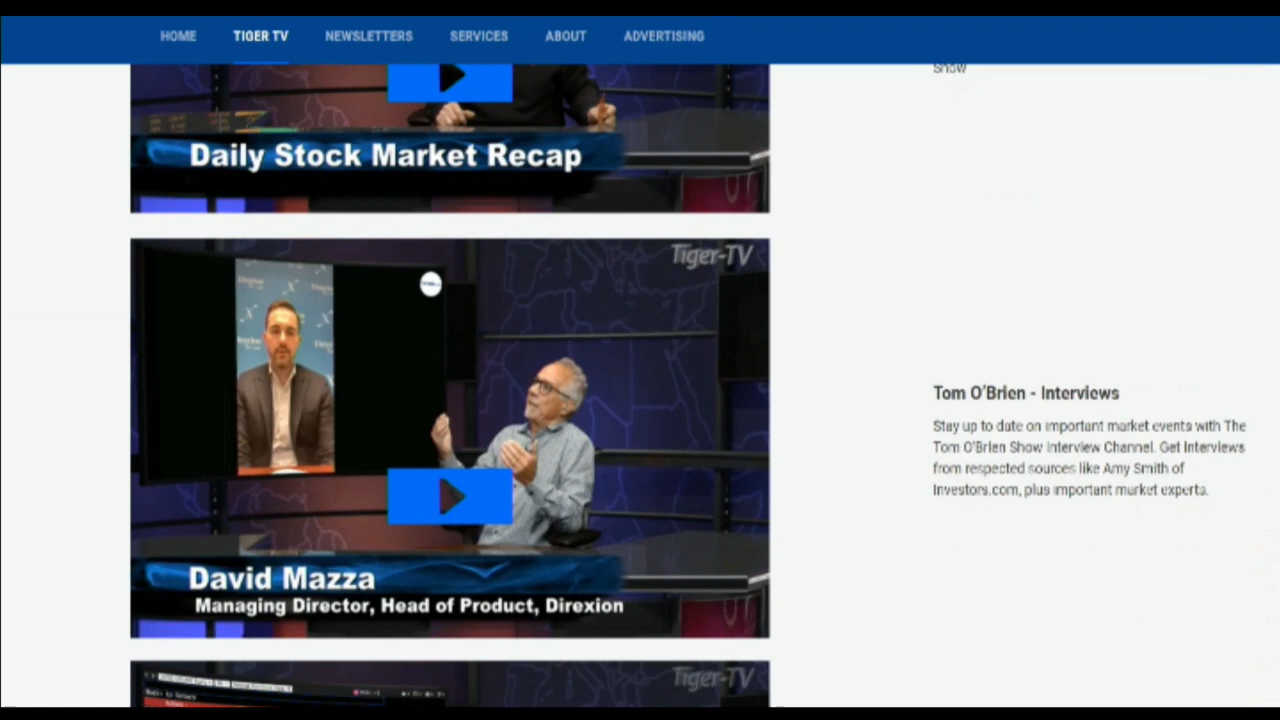 HOME TIGER TV NEWSLETTERS SERVICES ABOUT ADVERTISING
Show
Daily Stock Market Recap
Tiger-TV
Tom O'Brien - Interviews
Stay up to date on important market events with The
Tom O'Brien Show Interview Channel. Get Interviews
from respected sources like Amy Smith of
Investors.com, plus important market experts.
David Mazza
Managing Director, Head of Product, Direxion
Tiger-TV